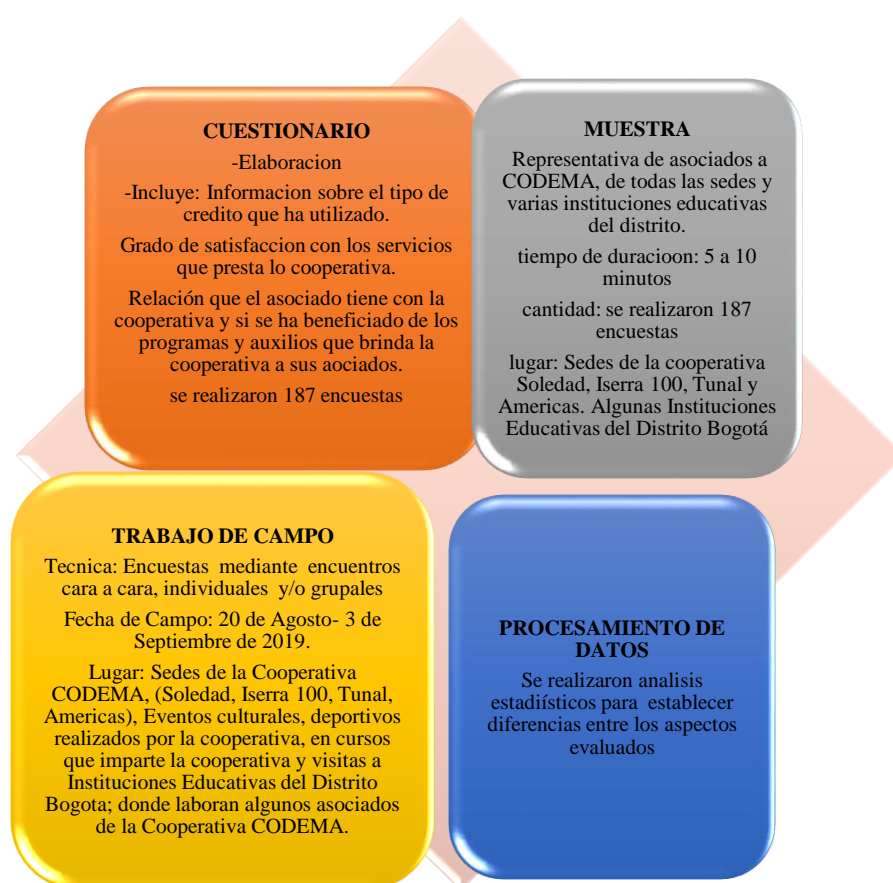 CUESTIONARIO
-Elaboracion
-Incluye: Informacion sobre el tipo de
credito que ha utilizado.
Grado de satisfaccion con los servicios
que presta lo cooperativa.
Relación que el asociado tiene con la
cooperativa y si se ha beneficiado de los
programas y auxilios que brinda la
cooperativa a sus aociados.
se realizaron 187 encuestas
MUESTRA
Representativa de asociados a
CODEMA, de todas las sedes y
varias instituciones educativas
del distrito.
tiempo de duracioon: 5 a 10
minutos
cantidad: se realizaron 187
encuestas
lugar: Sedes de la cooperativa
Soledad, Iserra 100, Tunal y
Americas. Algunas Instituciones
Educativas del Distrito Bogotá
TRABAJO DE CAMPO
Tecnica: Encuestas mediante encuentros
cara a cara, individuales y/o grupales
Fecha de Campo: 20 de Agosto- 3 de
Septiembre de 2019.
Lugar: Sedes de la Cooperativa
CODEMA, (Soledad, Iserra 100, Tunal,
Americas), Eventos culturales, deportivos
realizados por la cooperativa, en cursos
que imparte la cooperativa y visitas a
Instituciones Educativas del Distrito
Bogota; donde laboran algunos asociados
de la Cooperativa CODEMA.
PROCESAMIENTO DE
DATOS
Se realizaron analisis
estadiísticos para establecer
diferencias entre los aspectos
evaluados